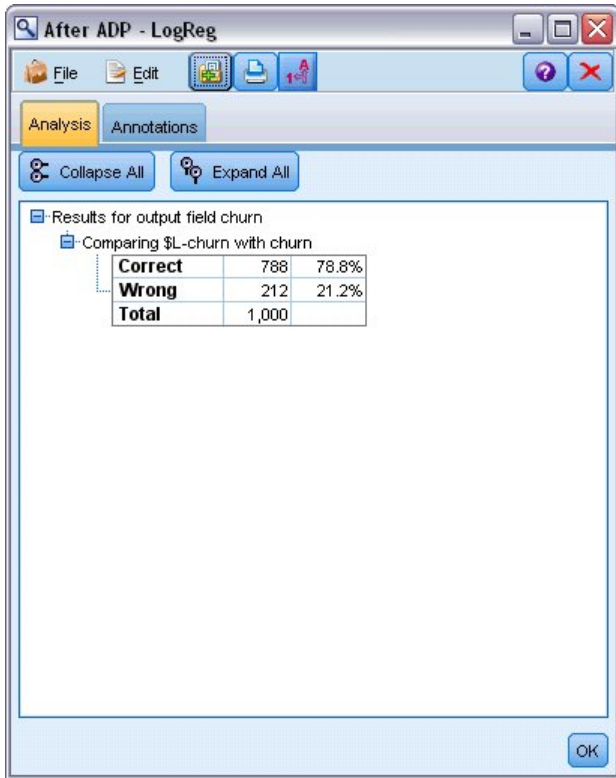 After ADP - LogReg
File Edit 1 A
Analysis Annotations
Collapse All Expand All
Results for output field churn
Comparing $L-churn with churn
Correct 788 78.8%
Wrong 212 21.2%
Total 1,000
OK